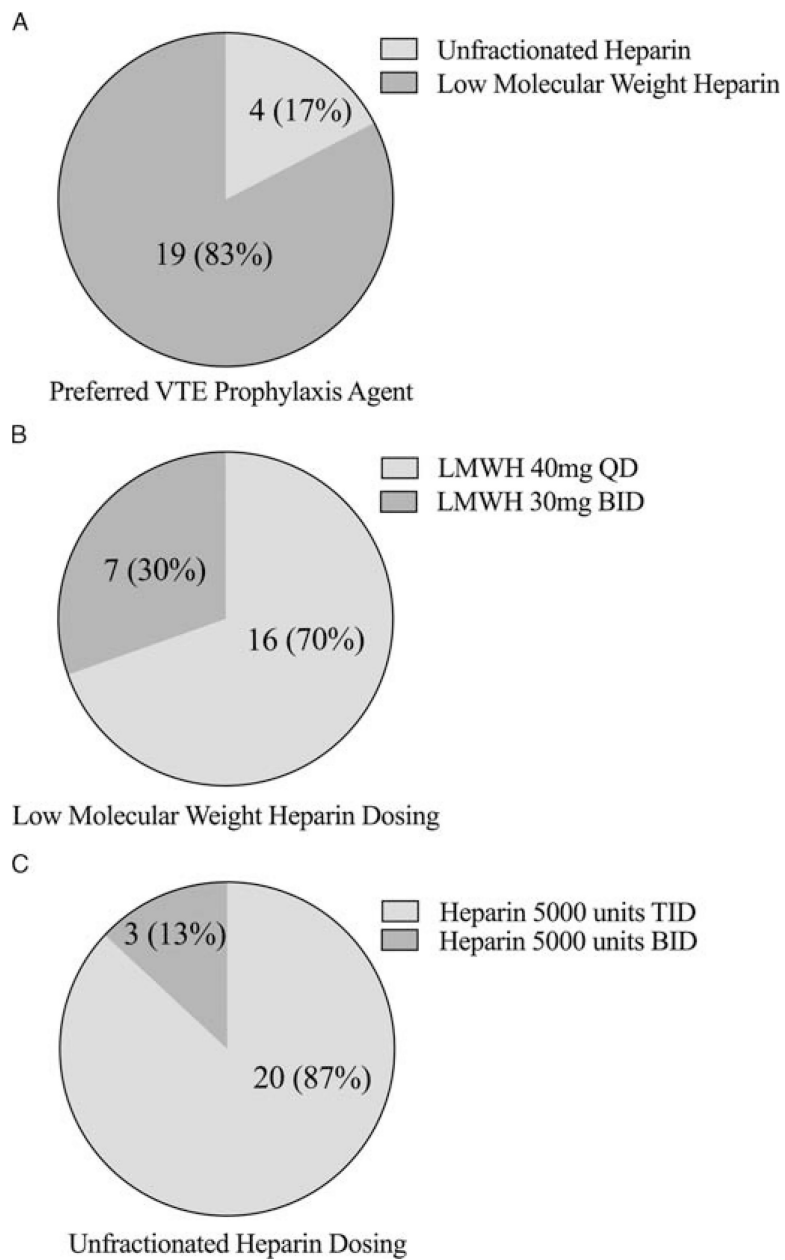 A
Unfractionated Heparin
Low Molecular Weight Heparin
4 (17%)
19 (83%)
Preferred VTE Prophylaxis Agent
B
LMWH 40mg QD
LMWH 30mg BID
7 (30%)
16 (70%)
Low Molecular Weight Heparin Dosing
C
Heparin 5000 units TID
Heparin 5000 units BID
3 (13%)
20 (87%)
Unfractionated Heparin Dosing